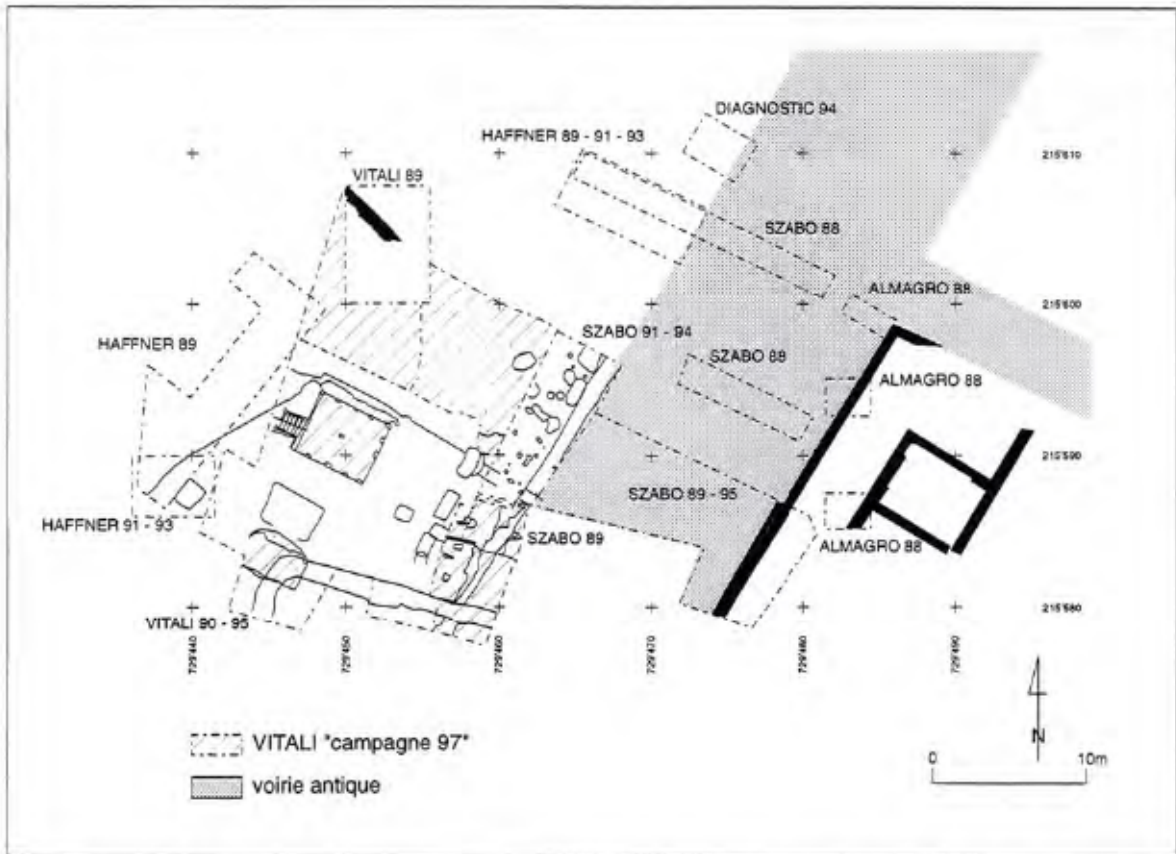 DIAGNOSTIC 94
HAFFNER 89 - 91 - 93
215'610
VITALI 89
SZABO 88
ALMAGRO 88
215'600
SZABO 91 - 94
HAFFNER 89
SZABO 88
ALMAGRO 88
215'590
SZABO 89 - 95
HAFFNER 91 - 93
SZABO 89
ALMAGRO 88
VITALI 90 - 95
215'580
729'440
729'450
729'460
729'470
729'480
729'490
VITALI "campagne 97"
voirie antique
N
0 10m